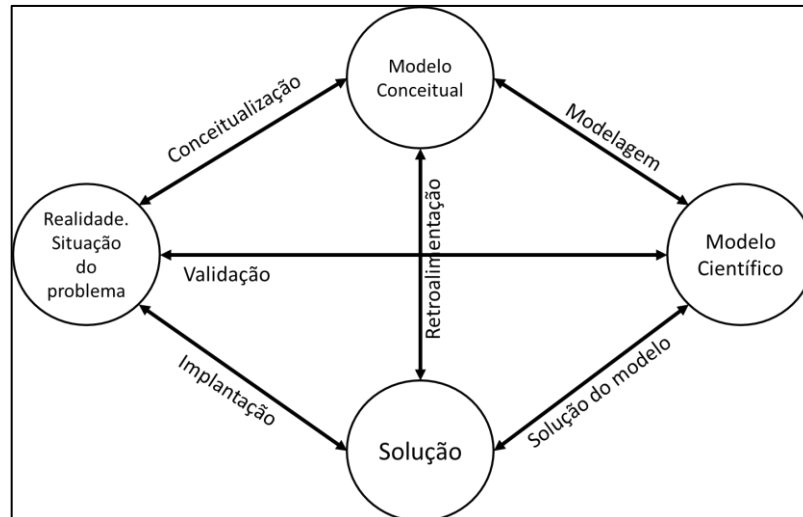 Modelo
Conceitual
Conceitualização
Modelagem
Realidade.
Situação
do
problema
Validação
Retroalimentação
Modelo
Científico
Implantação
Solução do modelo
Solução